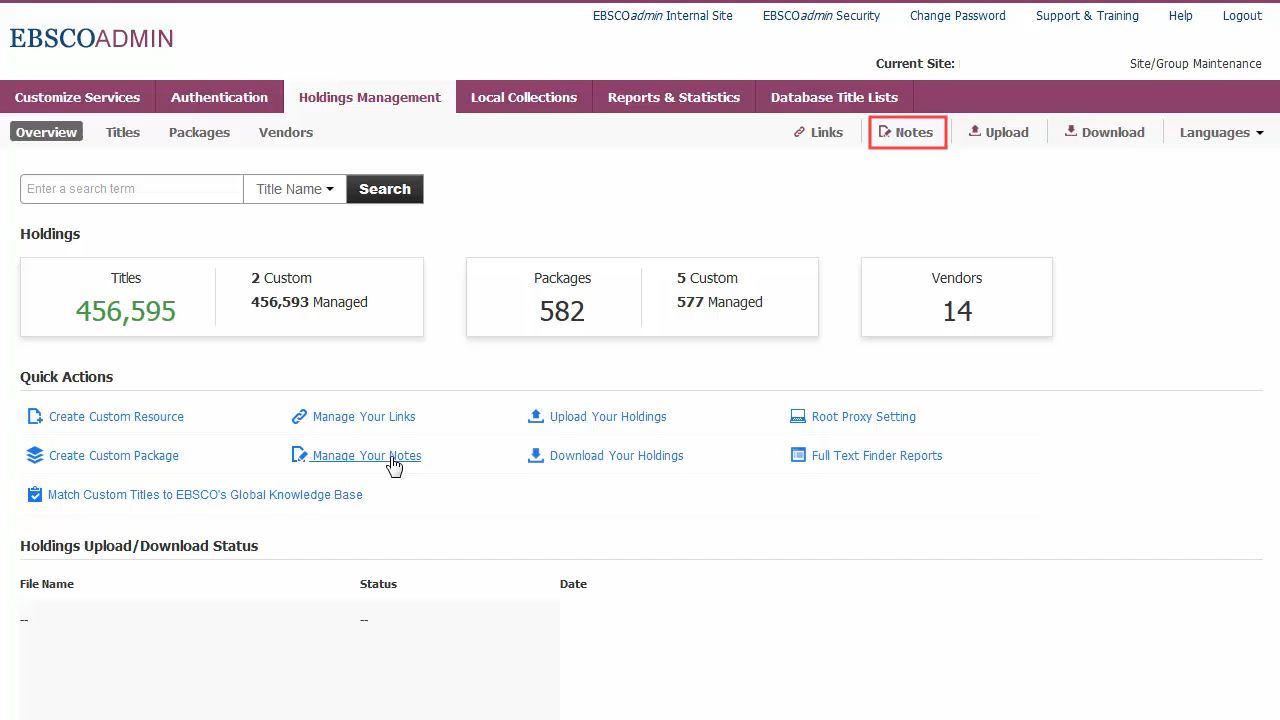 EBSCOadmin Internal Site EBSCOadmin Security Change Password Support & Training Help Logout
EBSCOADMIN
Current Site: Site/Group Maintenance
Customize Services Authentication Holdings Management Local Collections Reports & Statistics Database Title Lists
Overview Titles Packages Vendors Links Notes Upload Download Languages
Enter a search term Title Name Search
Holdings
Titles 2 Custom Packages 5 Custom Vendors
456,595 456,593 Managed 582 577 Managed 14
Quick Actions
Create Custom Resource Manage Your Links Upload Your Holdings Root Proxy Setting
Create Custom Package Manage Your Notes Download Your Holdings Full Text Finder Reports
Match Custom Titles to EBSCO's Global Knowledge Base
Holdings Upload/Download Status
File Name Status Date
-- --